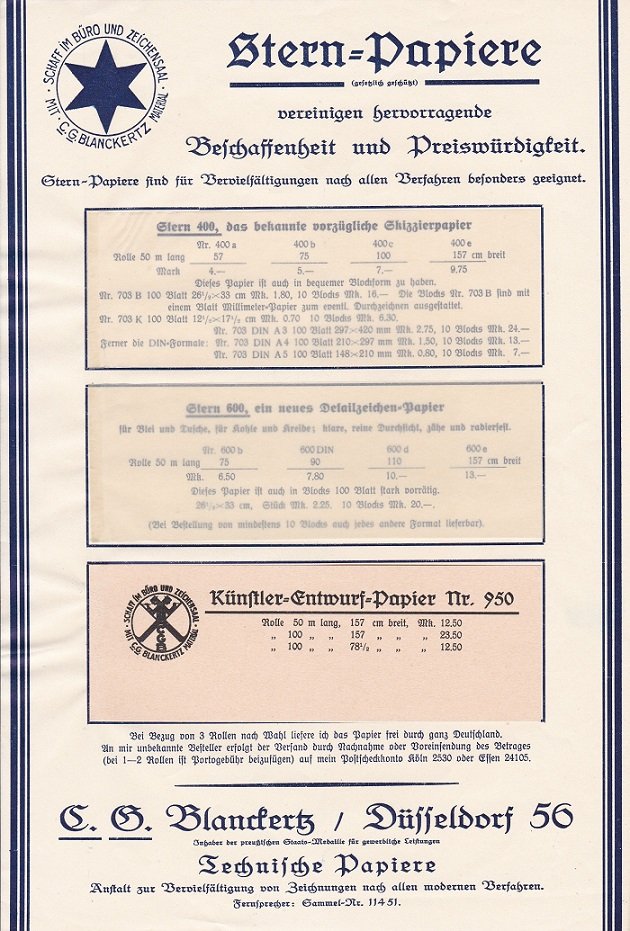 · SCHAFF IM BÜRO UND ZEICHENSAAL · MIT · C.G. BLANCKERTZ MATERIAL
Stern-Papiere
(gesetzlich geschützt)
vereinigen hervorragende
Beschaffenheit und Preiswürdigkeit.
Stern-Papiere sind für Vervielfältigungen nach allen Verfahren besonders geeignet.
Stern 400, das bekannte vorzügliche Skizzierpapier
Nr. 400 a 400 b 400 c 400 e
Rolle 50 m lang 57 75 100 157 cm breit
Mark 4.— 5.— 7.— 9.75
Dieses Papier ist auch in bequemer Blockform zu haben.
Nr. 703 B 100 Blatt 26¹/₂×33 cm Mk. 1.80, 10 Blocks Mk. 16.— Die Blocks Nr. 703 B sind mit
einem Blatt Millimeter-Papier zum eventl. Durchzeichnen ausgestattet.
Nr. 703 K 100 Blatt 12¹/₂×17¹/₂ cm Mk. 0.70 10 Blocks Mk. 6.30.
Nr. 703 DIN A 3 100 Blatt 297×420 mm Mk. 2.75, 10 Blocks Mk. 24.—
Ferner die DIN-Formate: Nr. 703 DIN A 4 100 Blatt 210×297 mm Mk. 1.50, 10 Blocks Mk. 13.—
Nr. 703 DIN A 5 100 Blatt 148×210 mm Mk. 0.80, 10 Blocks Mk. 7.—
Stern 600, ein neues Detailzeichen-Papier
für Blei und Tusche, für Kohle und Kreide; klare, reine Durchsicht, zähe und radierfest.
Nr. 600 b 600 DIN 600 d 600 e
Rolle 50 m lang 75 90 110 157 cm breit
Mk. 6.50 7.80 10.— 13.—
Dieses Papier ist auch in Blocks 100 Blatt stark vorrätig.
26¹/₂×33 cm, Stück Mk. 2.25. 10 Blocks Mk. 20.—,
(Bei Bestellung von mindestens 10 Blocks auch jedes andere Format lieferbar).
· SCHAFF IM BÜRO UND ZEICHENSAAL · MIT C.G. BLANCKERTZ MATERIAL
Künstler-Entwurf-Papier Nr. 950
Rolle 50 m lang, 157 cm breit, Mk. 12.50
„ 100 „ „ 157 „ „ „ 23.50
„ 100 „ „ 78¹/₂ „ „ „ 12.50
Bei Bezug von 3 Rollen nach Wahl liefere ich das Papier frei durch ganz Deutschland.
An mir unbekannte Besteller erfolgt der Versand durch Nachnahme oder Voreinsendung des Betrages
(bei 1—2 Rollen ist Portogebühr beizufügen) auf mein Postscheckkonto Köln 2530 oder Essen 24105.
C. G. Blanckertz / Düsseldorf 56
Inhaber der preußischen Staats-Medaille für gewerbliche Leistungen
Technische Papiere
Anstalt zur Vervielfältigung von Zeichnungen nach allen modernen Verfahren.
Fernsprecher: Sammel-Nr. 11451.